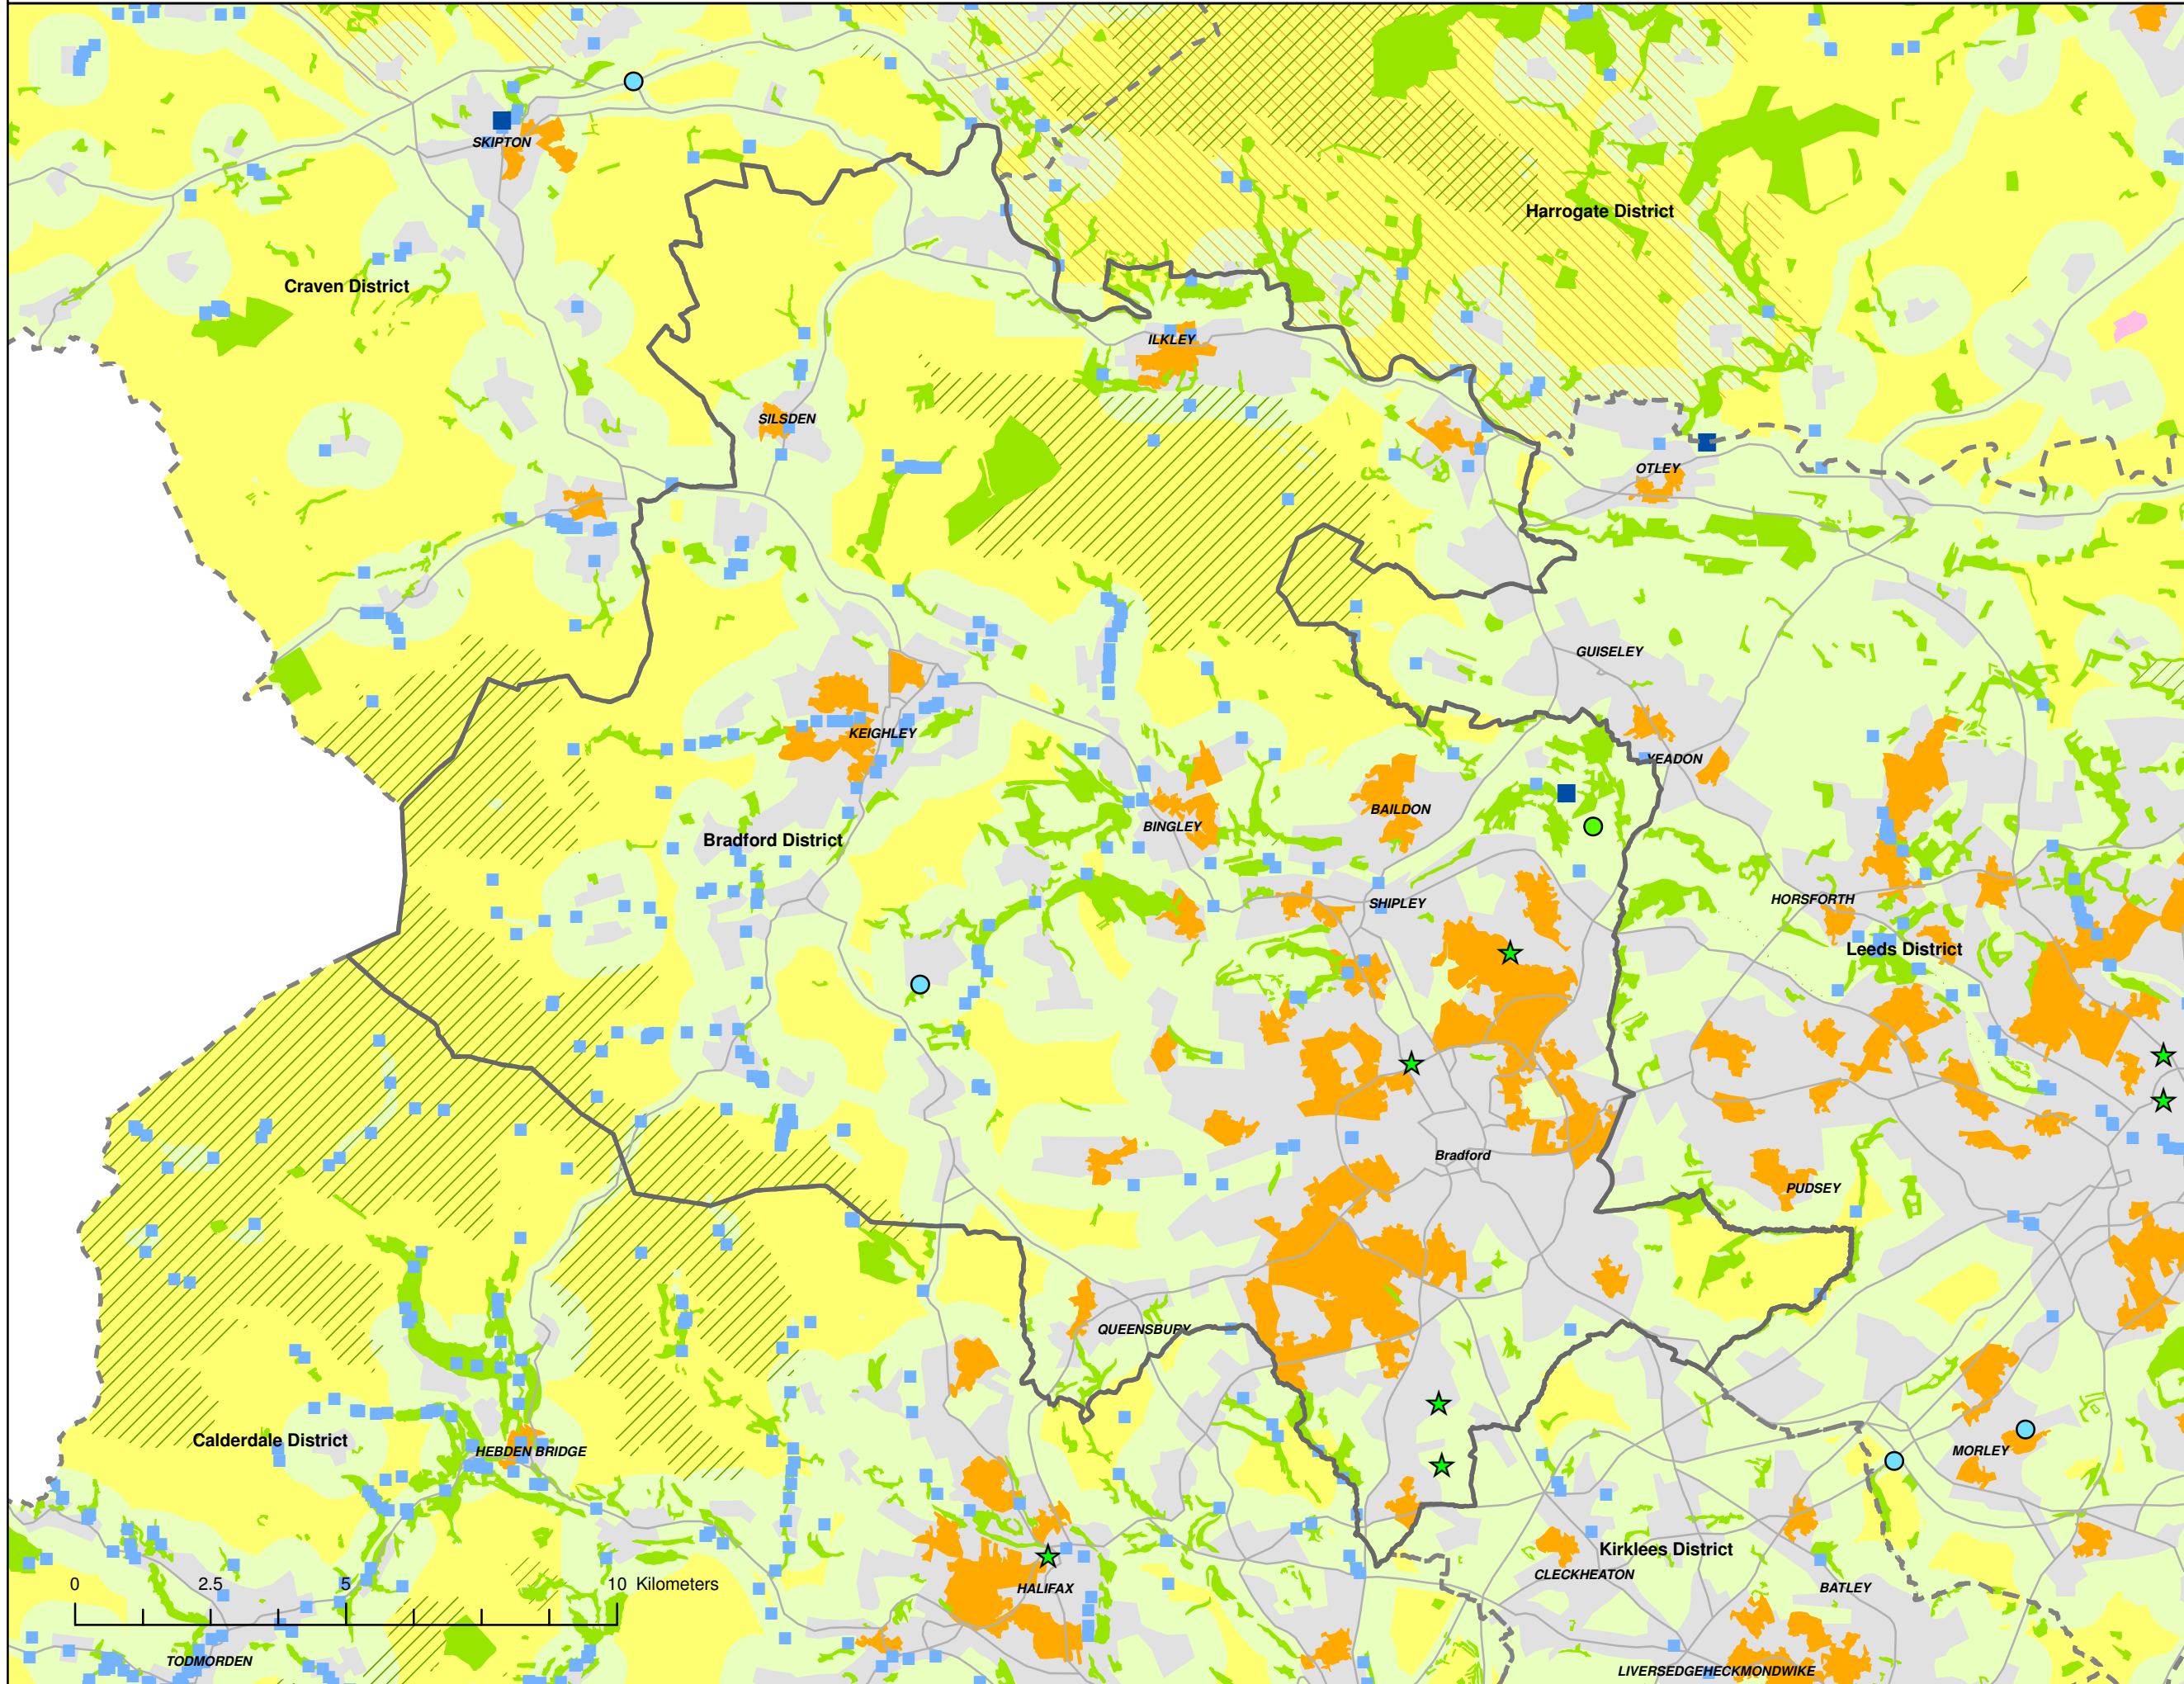 SKIPTON
Harrogate District
Craven District
ILKLEY
SILSDEN
OTLEY
GUISELEY
KEIGHLEY
YEADON
BAILDON
BINGLEY
Bradford District
HORSFORTH
SHIPLEY
Leeds District
Bradford
PUDSEY
QUEENSBURY
Calderdale District
HEBDEN BRIDGE
MORLEY
Kirklees District
CLECKHEATON
0 2.5 5 10 Kilometers
HALIFAX
BATLEY
TODMORDEN
LIVERSEDGEHECKMONDWIKE